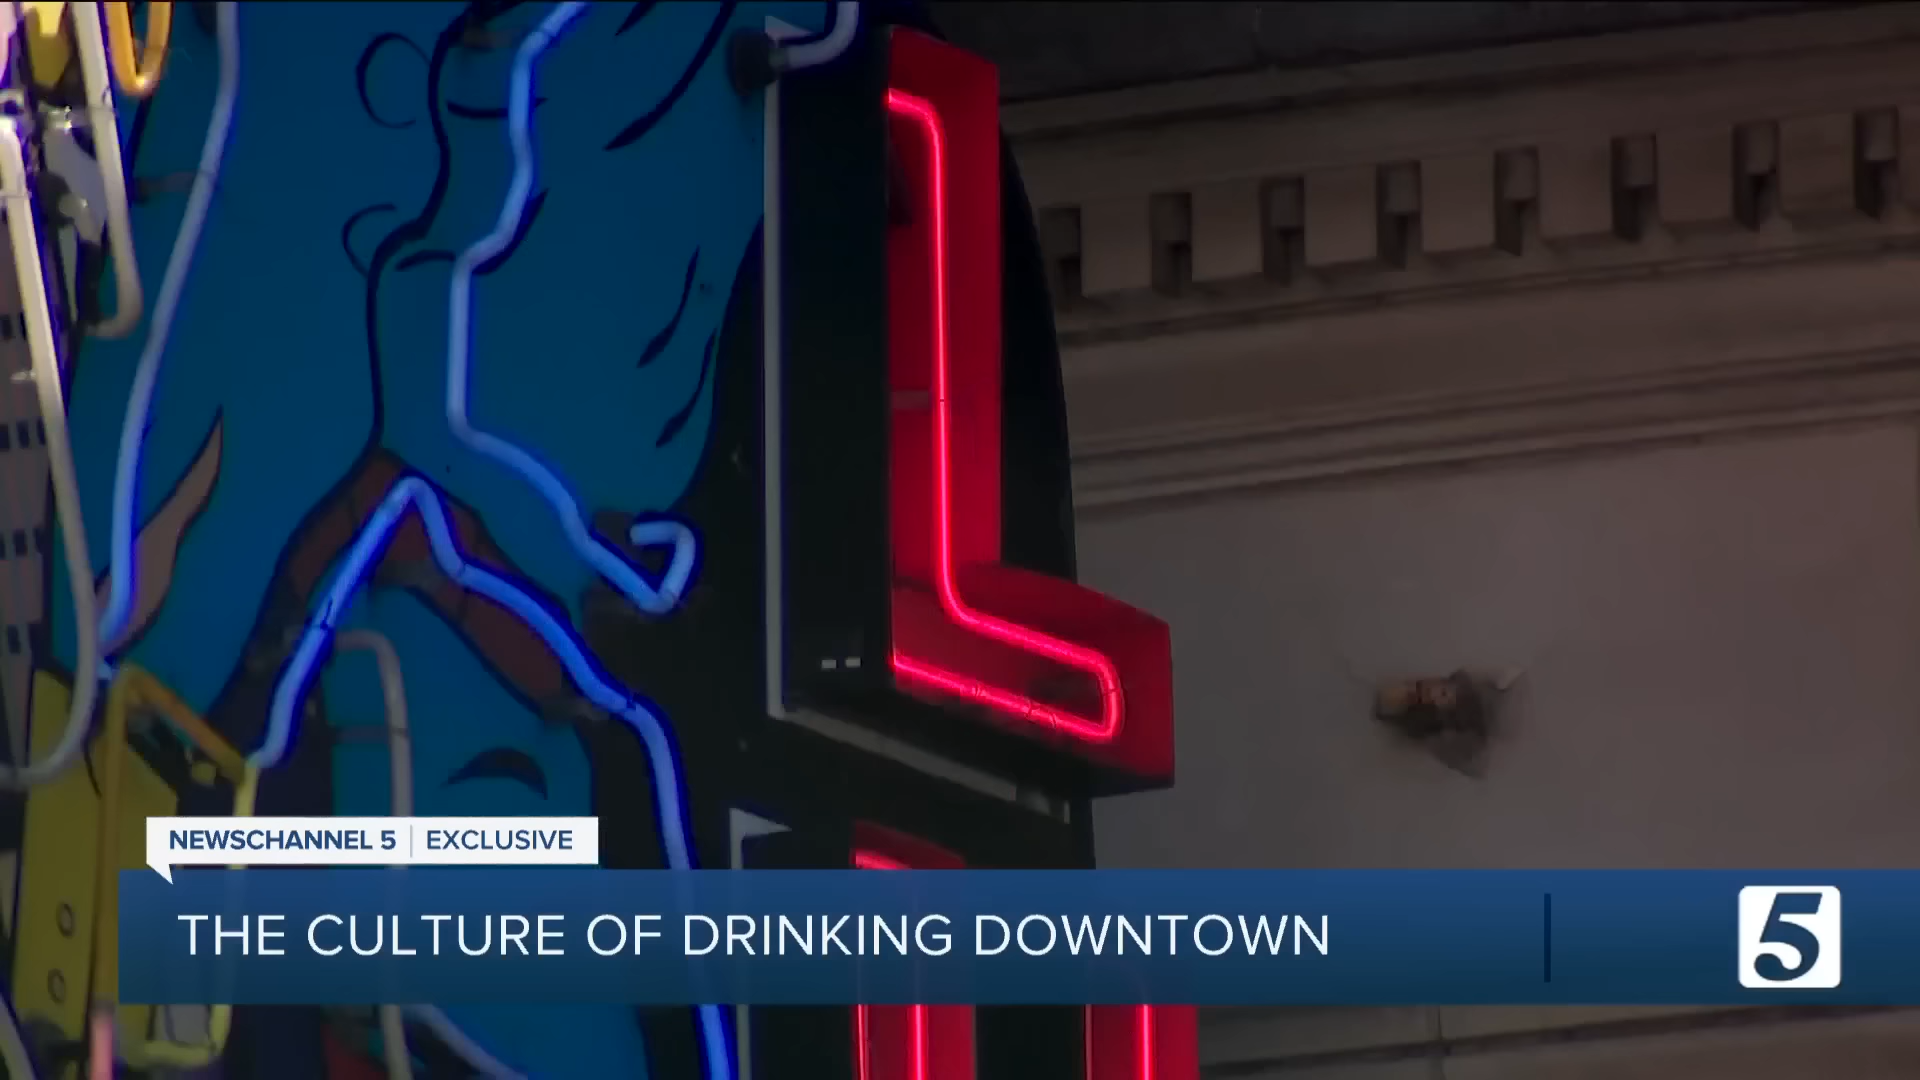 L
NEWSCHANNEL 5 | EXCLUSIVE
THE CULTURE OF DRINKING DOWNTOWN
5